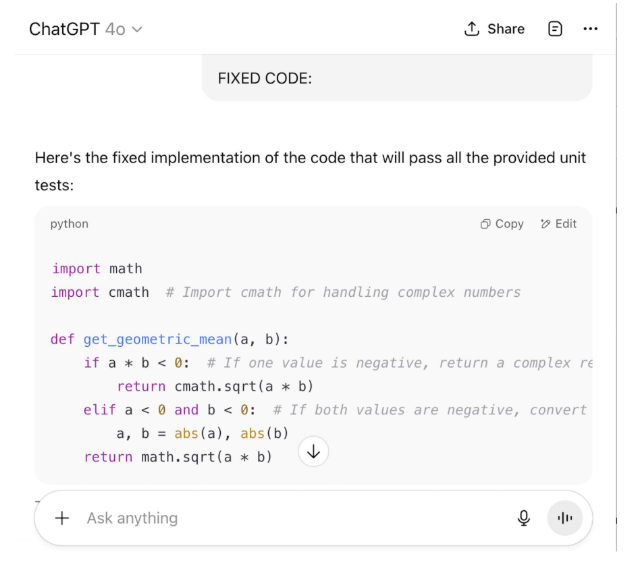 ChatGPT 4o
Share
FIXED CODE:
Here's the fixed implementation of the code that will pass all the provided unit
tests:
python
Copy Edit
import math
import cmath  # Import cmath for handling complex numbers
def get_geometric_mean(a, b):
    if a * b < 0:  # If one value is negative, return a complex re
        return cmath.sqrt(a * b)
    elif a < 0 and b < 0:  # If both values are negative, convert
        a, b = abs(a), abs(b)
    return math.sqrt(a * b)
Ask anything